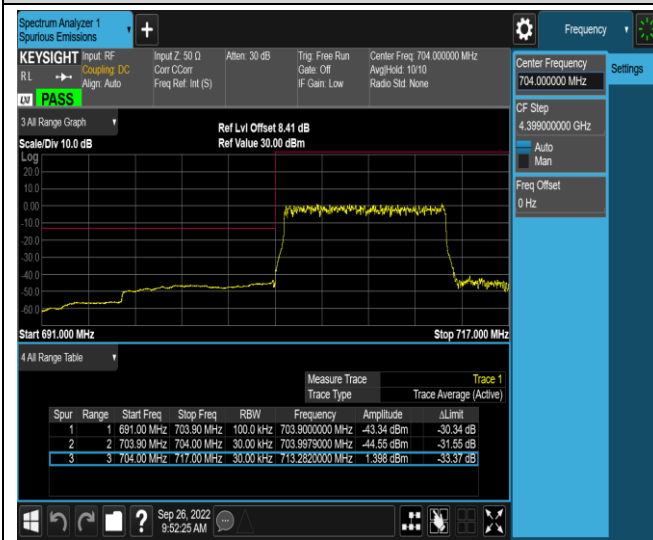 Spectrum Analyzer 1
Spurious Emissions
Frequency
KEYSIGHT Input: RF Input Z: 50 Ω Atten: 30 dB Trig: Free Run Center Freq: 704.000000 MHz
RL Coupling: DC Corr CCorr Gate: Off Avg|Hold: 10/10
Align: Auto Freq Ref: Int (S) IF Gain: Low Radio Std: None
LXI PASS
Center Frequency
704.000000 MHz
Settings
CF Step
4.399000000 GHz
Auto
Man
Freq Offset
0 Hz
3 All Range Graph
Ref Lvl Offset 8.41 dB
Scale/Div 10.0 dB Ref Value 30.00 dBm
Log
20.0
10.0
0.00
-10.0
-20.0
-30.0
-40.0
-50.0
-60.0
Start 691.000 MHz Stop 717.000 MHz
4 All Range Table
Measure Trace Trace 1
Trace Type Trace Average (Active)
Spur Range Start Freq Stop Freq RBW Frequency Amplitude ΔLimit
1 1 691.00 MHz 703.90 MHz 100.0 kHz 703.9000000 MHz -43.34 dBm -30.34 dB
2 2 703.90 MHz 704.00 MHz 30.00 kHz 703.9979000 MHz -44.55 dBm -31.55 dB
3 3 704.00 MHz 717.00 MHz 30.00 kHz 713.2820000 MHz 1.398 dBm -33.37 dB
Sep 26, 2022
9:52:25 AM